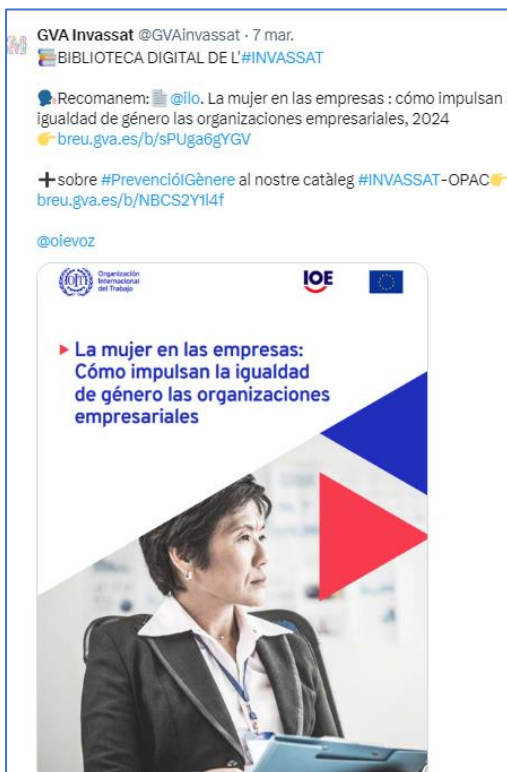 GVA Invassat @GVAinvassat · 7 mar.
📚BIBLIOTECA DIGITAL DE L'#INVASSAT
🗣Recomanem:📄@ilo. La mujer en las empresas : cómo impulsan l
igualdad de género las organizaciones empresariales, 2024
👉breu.gva.es/b/sPUga6gYGV
➕sobre #PrevencióIGènere al nostre catàleg #INVASSAT-OPAC👉
breu.gva.es/b/NBCS2Y1l4f
@oievoz
Organización
Internacional
del Trabajo
IOE
La mujer en las empresas:
Cómo impulsan la igualdad
de género las organizaciones
empresariales